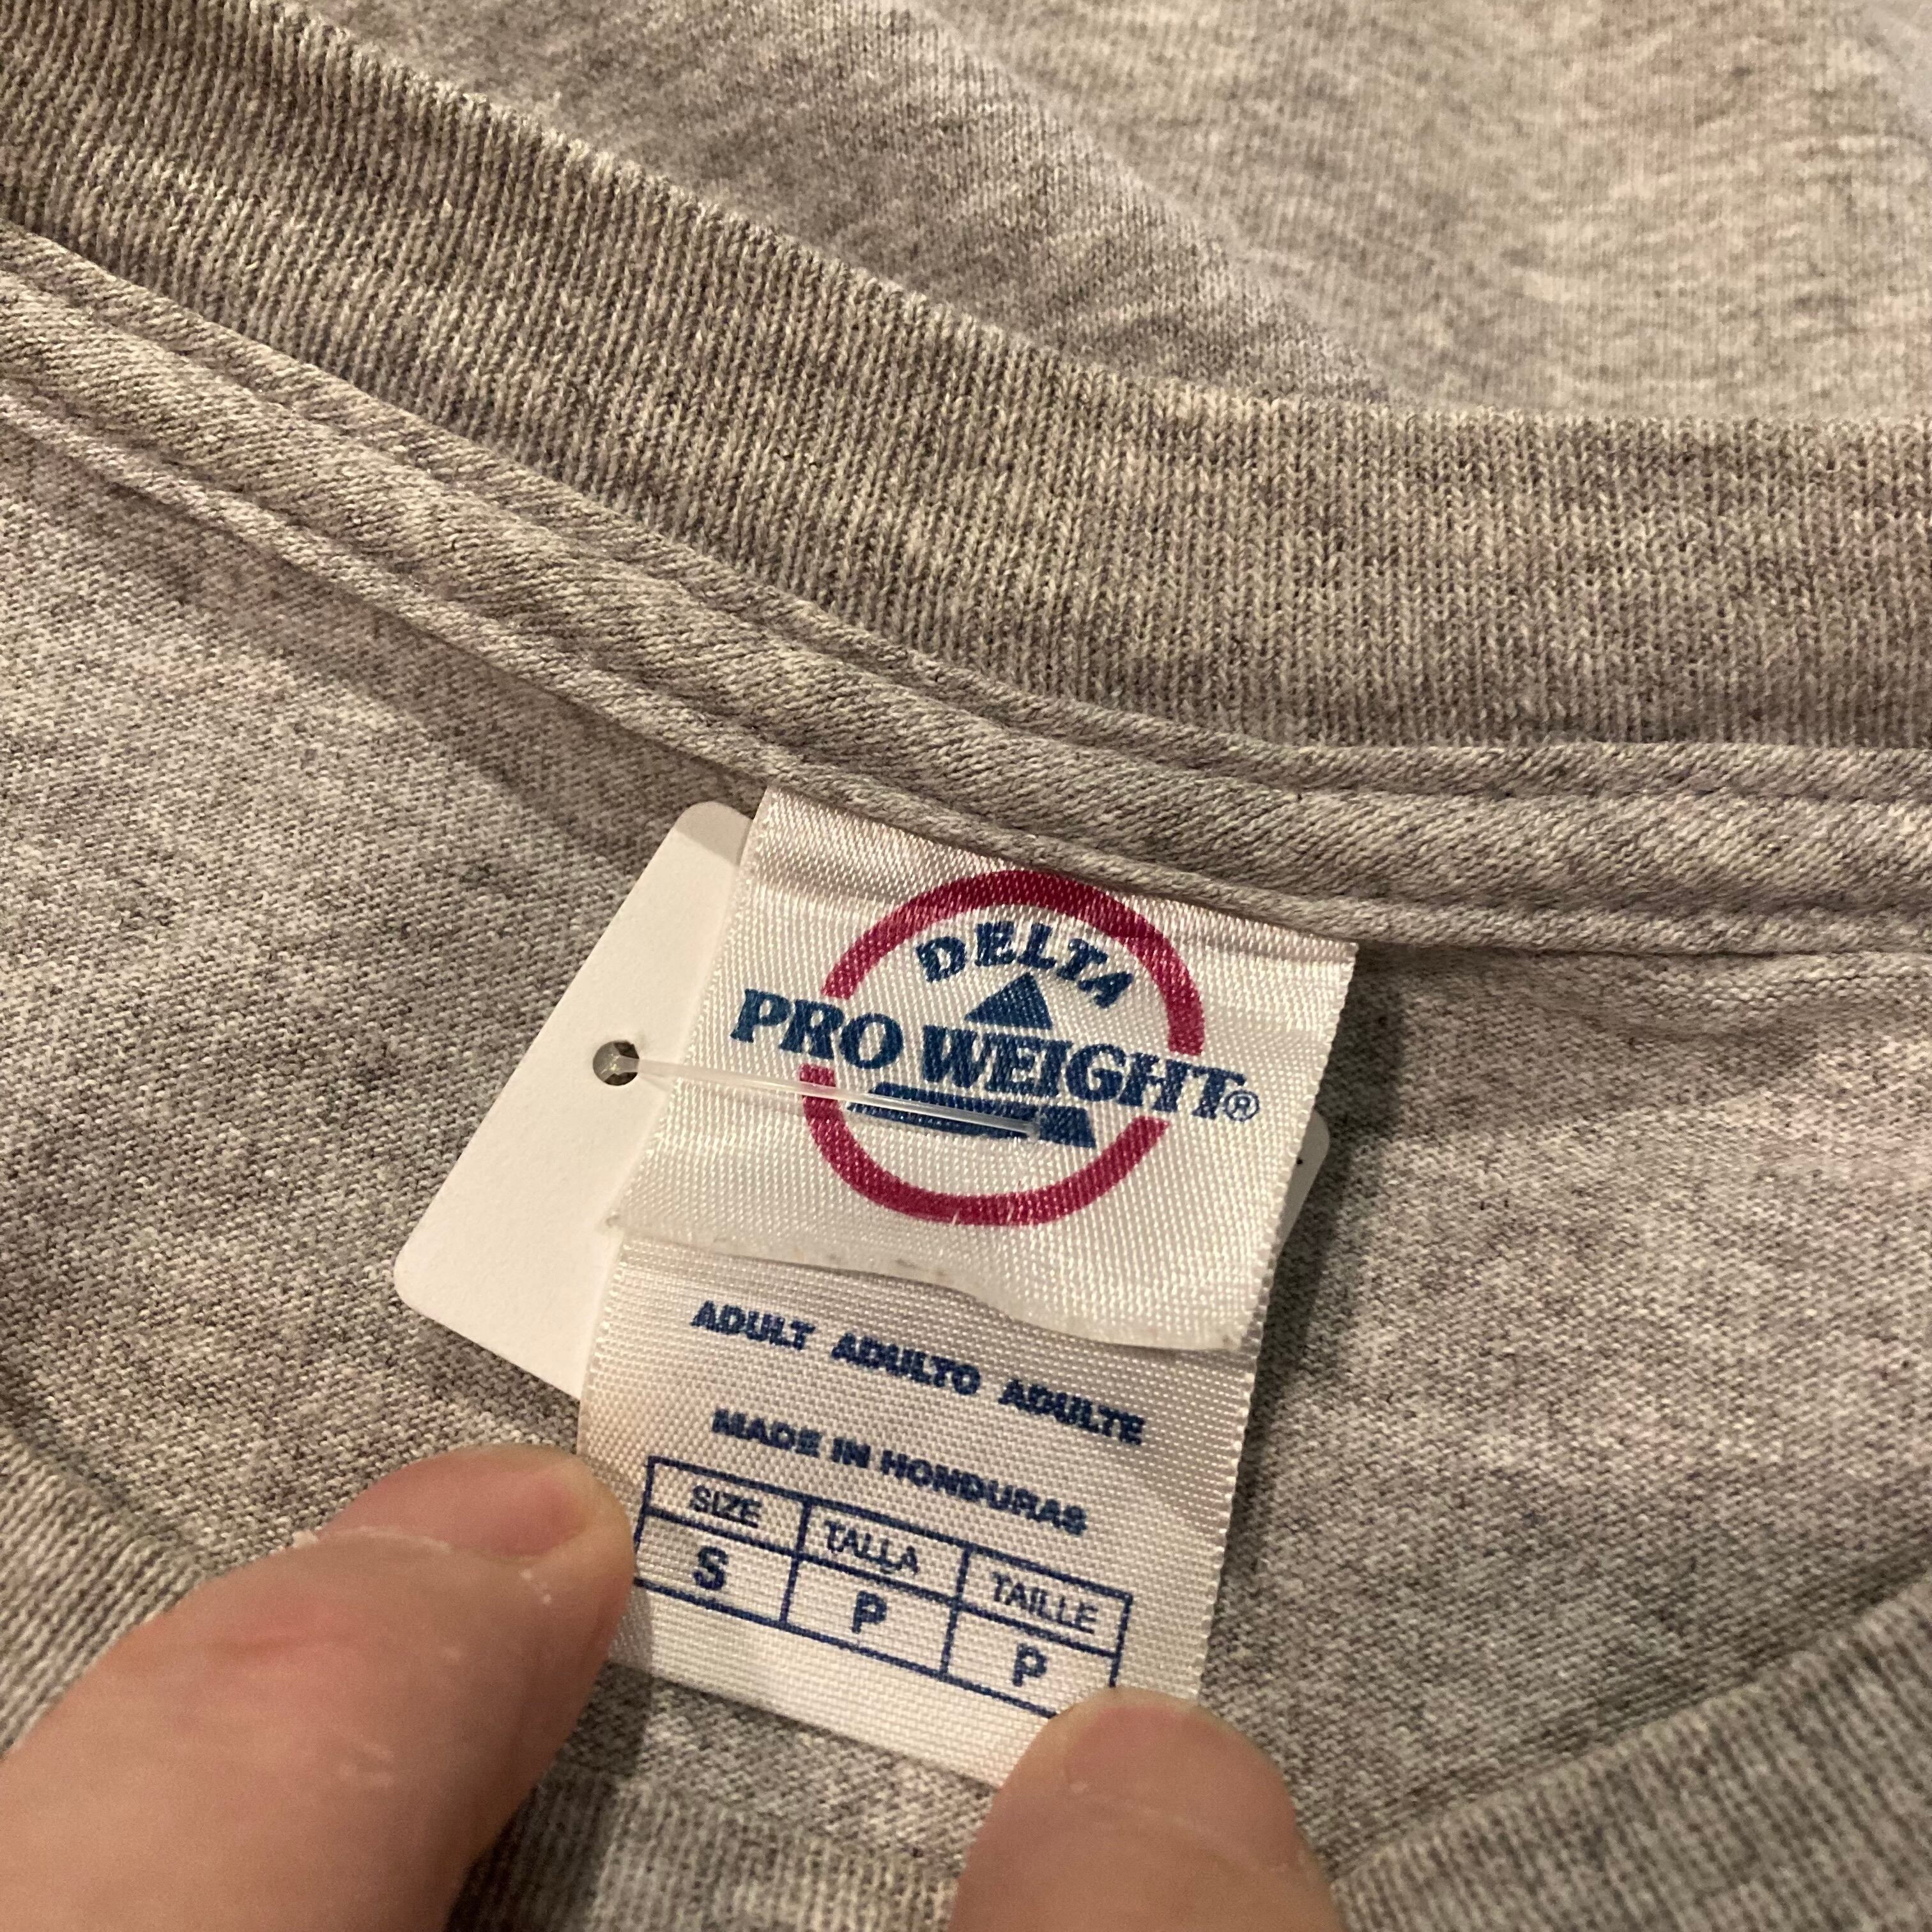 DELTA
PRO WEIGHT®
ADULT ADULTO ADULTE
MADE IN HONDURAS
SIZE TALLA TAILLE
S P P